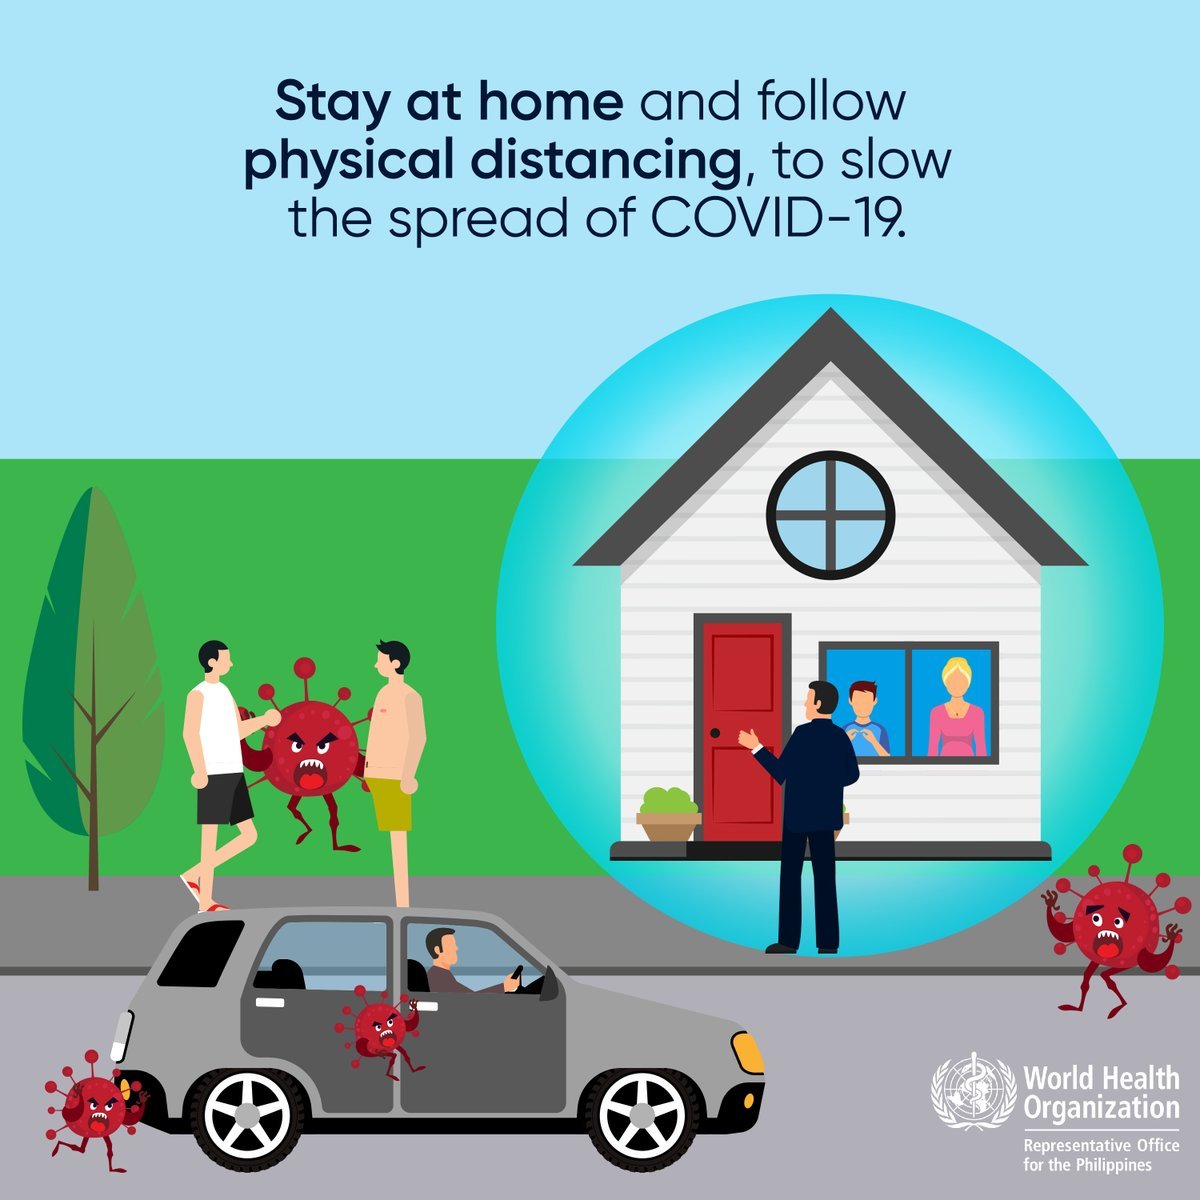 Stay at home and follow
physical distancing, to slow
the spread of COVID-19.
World Health
Organization
Representative Office
for the Philippines